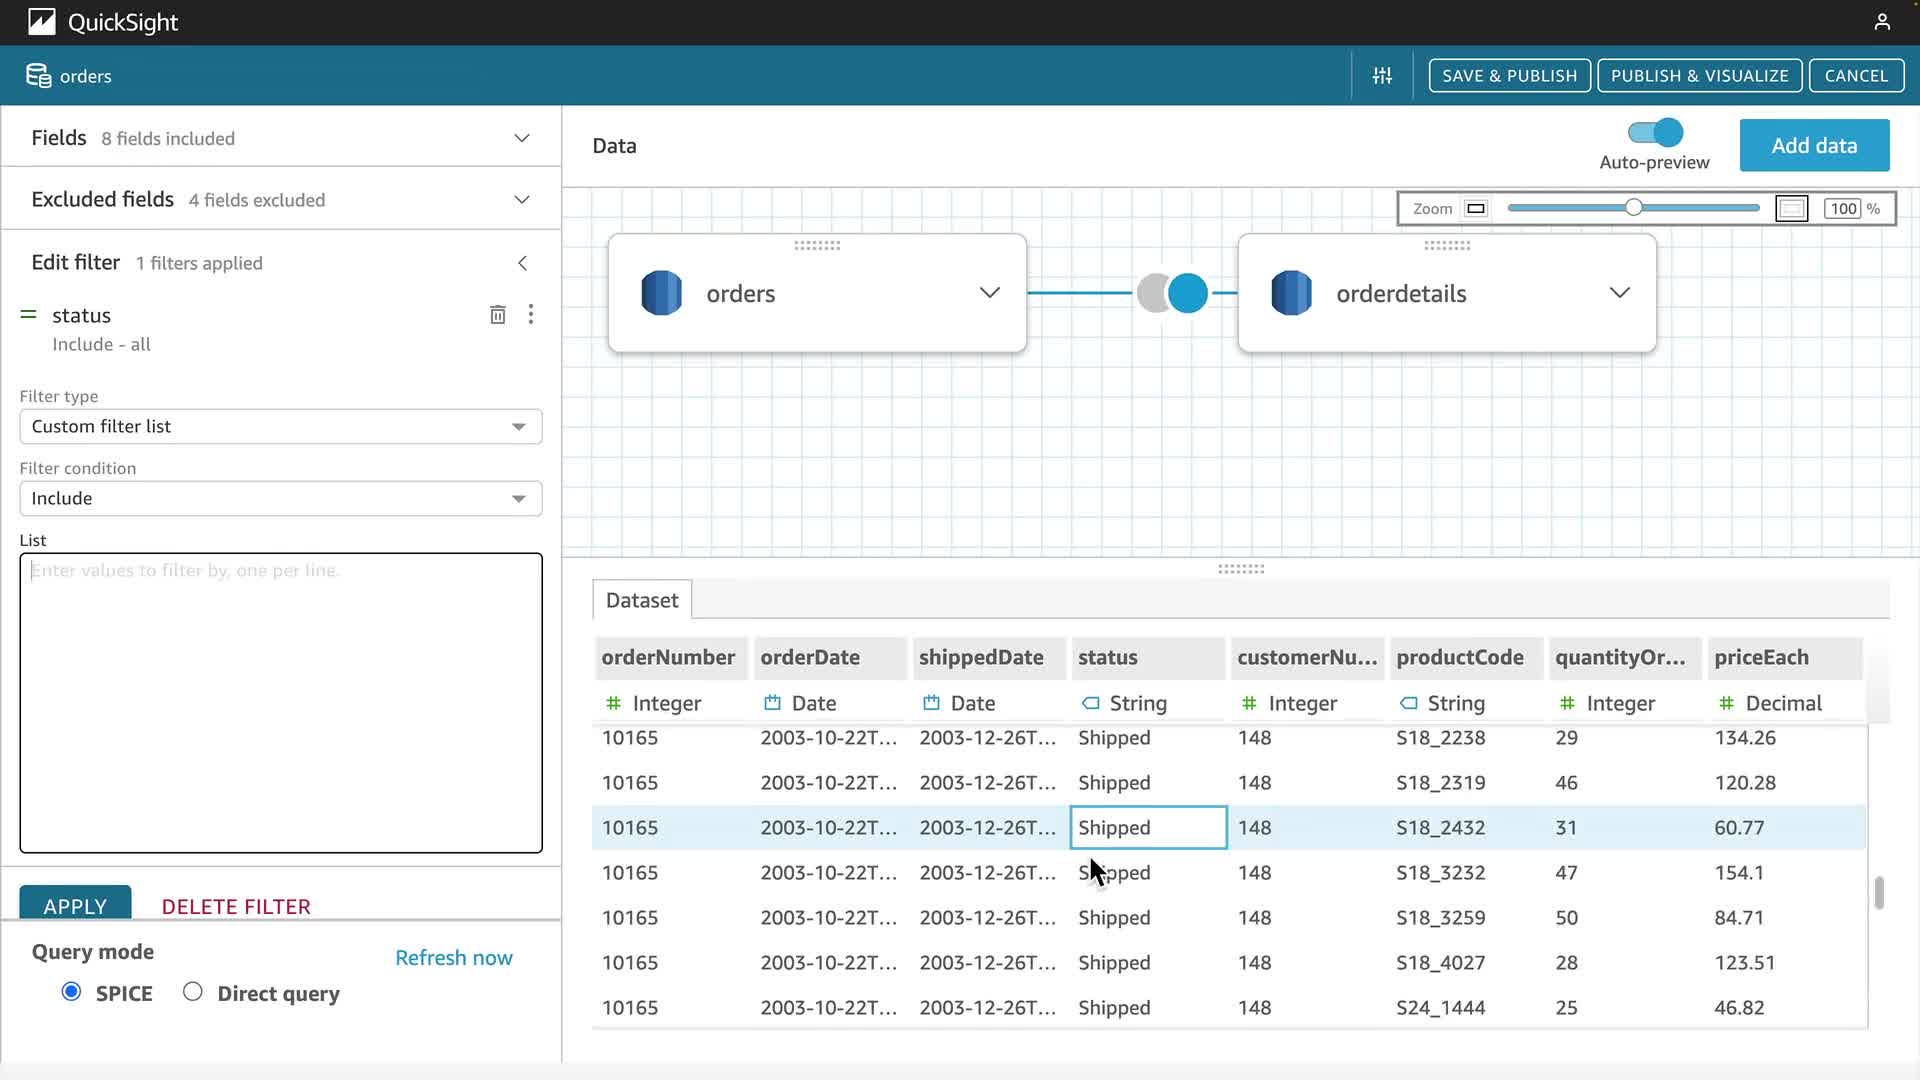 QuickSight
orders
SAVE & PUBLISH
PUBLISH & VISUALIZE
CANCEL
Fields 8 fields included
Excluded fields 4 fields excluded
Edit filter 1 filters applied
status
Include - all
Filter type
Custom filter list
Filter condition
Include
List
Enter values to filter by, one per line.
APPLY
DELETE FILTER
Query mode
Refresh now
SPICE
Direct query
Data
Auto-preview
Add data
Zoom 100 %
orders
orderdetails
Dataset
orderNumber orderDate shippedDate status customerNu... productCode quantityOr... priceEach
Integer Date Date String Integer String Integer Decimal
10165 2003-10-22T... 2003-12-26T... Shipped 148 S18_2238 29 134.26
10165 2003-10-22T... 2003-12-26T... Shipped 148 S18_2319 46 120.28
10165 2003-10-22T... 2003-12-26T... Shipped 148 S18_2432 31 60.77
10165 2003-10-22T... 2003-12-26T... Shipped 148 S18_3232 47 154.1
10165 2003-10-22T... 2003-12-26T... Shipped 148 S18_3259 50 84.71
10165 2003-10-22T... 2003-12-26T... Shipped 148 S18_4027 28 123.51
10165 2003-10-22T... 2003-12-26T... Shipped 148 S24_1444 25 46.82